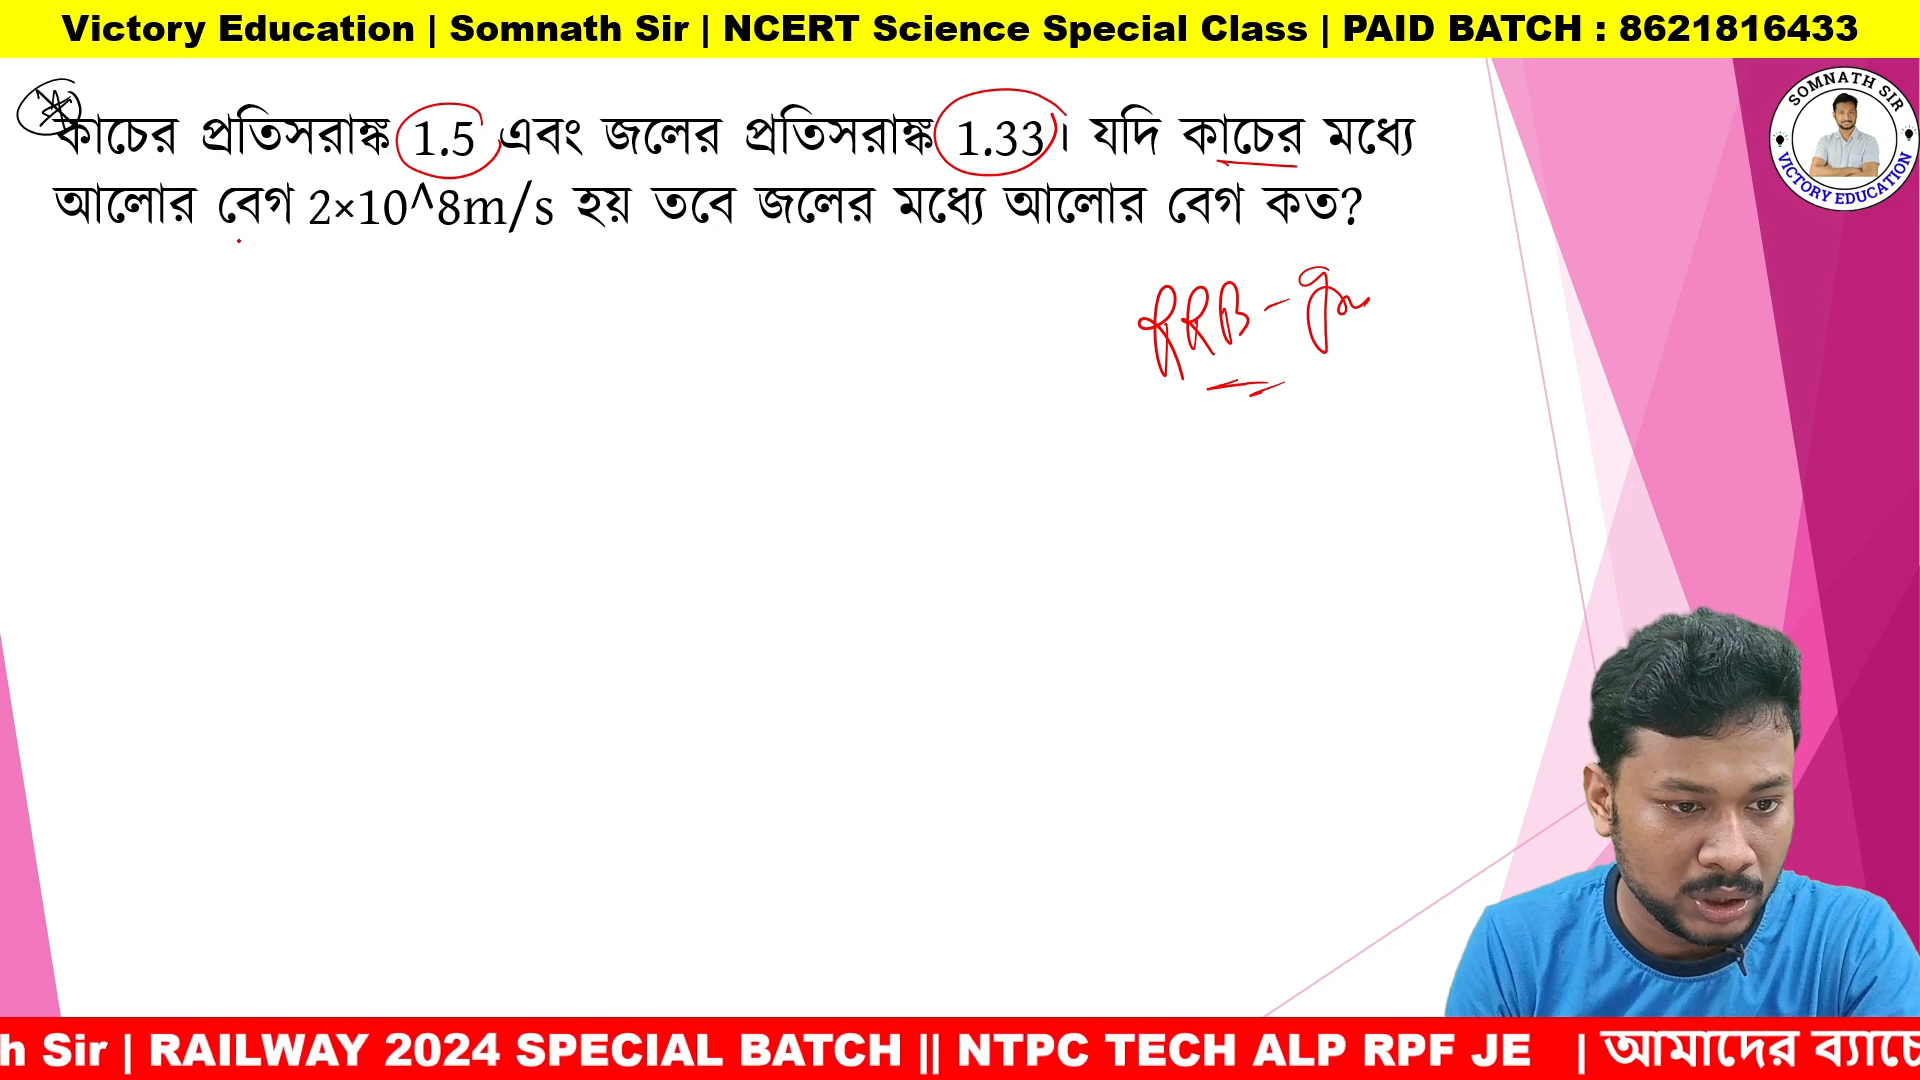 Victory Education | Somnath Sir | NCERT Science Special Class | PAID BATCH : 8621816433
SOMNATH SIR
VICTORY EDUCATION
কাচের প্রতিসরাঙ্ক 1.5 এবং জলের প্রতিসরাঙ্ক 1.33। যদি কাচের মধ্যে
আলোর বেগ 2×10^8m/s হয় তবে জলের মধ্যে আলোর বেগ কত?
RRB -
h Sir | RAILWAY 2024 SPECIAL BATCH || NTPC TECH ALP RPF JE | আমাদের ব্যাচে